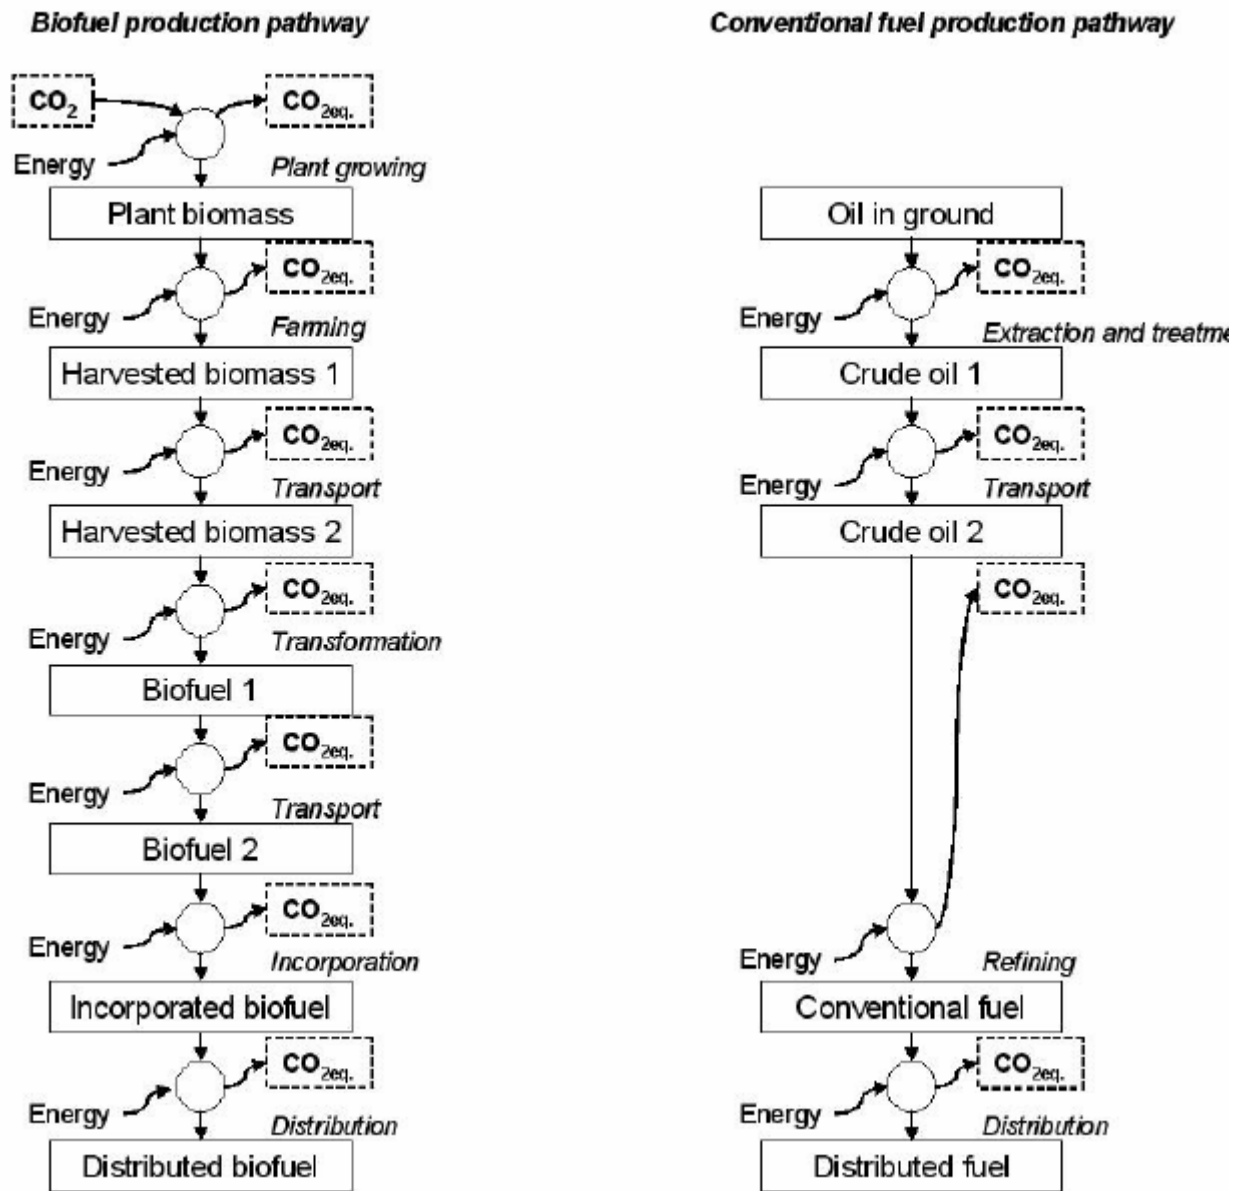 Biofuel production pathway
CO2
CO2eq.
Energy
Plant growing
Plant biomass
CO2eq.
Energy
Farming
Harvested biomass 1
CO2eq.
Energy
Transport
Harvested biomass 2
CO2eq.
Energy
Transformation
Biofuel 1
CO2eq.
Energy
Transport
Biofuel 2
CO2eq.
Energy
Incorporation
Incorporated biofuel
CO2eq.
Energy
Distribution
Distributed biofuel
Conventional fuel production pathway
Oil in ground
CO2eq.
Energy
Extraction and treatme
Crude oil 1
CO2eq.
Energy
Transport
Crude oil 2
CO2eq.
Energy
Refining
Conventional fuel
CO2eq.
Energy
Distribution
Distributed fuel